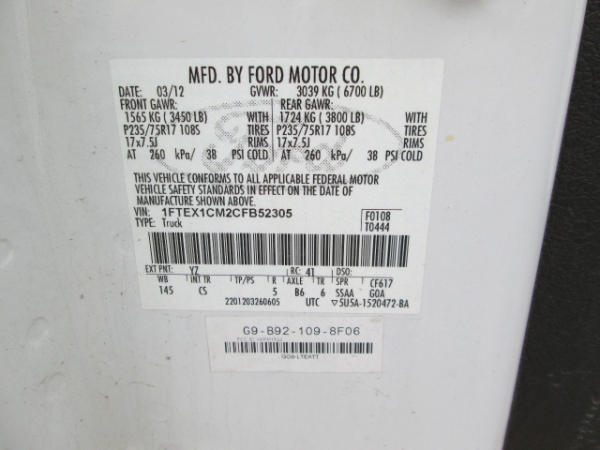 MFD. BY FORD MOTOR CO.
DATE: 03/12 GVWR: 3039 KG ( 6700 LB)
FRONT GAWR: REAR GAWR:
1565 KG ( 3450 LB) WITH 1724 KG ( 3800 LB) WITH
P235/75R17 108S TIRES P235/75R17 108S TIRES
17x7.5J RIMS 17x7.5J RIMS
AT 260 kPa/ 38 PSI COLD AT 260 kPa/ 38 PSI COLD
THIS VEHICLE CONFORMS TO ALL APPLICABLE FEDERAL MOTOR
VEHICLE SAFETY STANDARDS IN EFFECT ON THE DATE OF
MANUFACTURE SHOWN ABOVE.
VIN: 1FTEX1CM2CFB52305 F0108
TYPE: Truck T0444
EXT PNT: YZ RC: 41 DSO:
WB INT TR TP/PS R AXLE TR SPR CF617
145 CS 5 B6 6 SSAA GOA
2201203260605 UTC ▽5U5A-1520472-BA
G9-B92-109-8F06